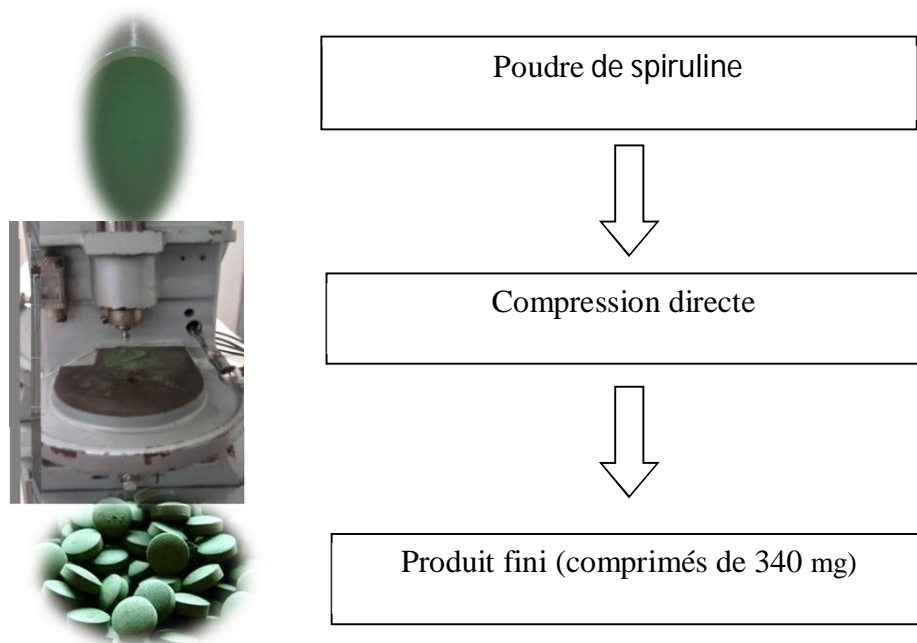 Poudre de spiruline
Compression directe
Produit fini (comprimés de 340 mg)